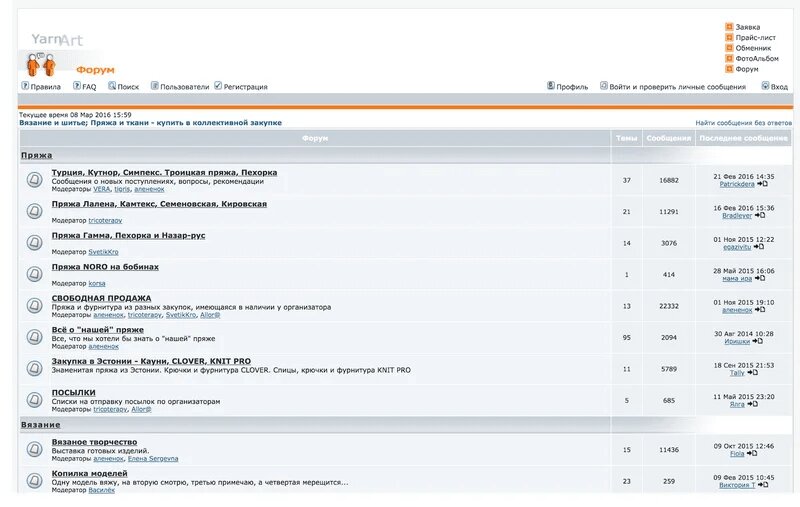 YarnArt
Форум
Заявка
Прайс-лист
Обменник
ФотоАльбом
Форум
Правила FAQ Поиск Пользователи Регистрация Профиль Войти и проверить личные сообщения Вход
Текущее время 08 Мар 2016 15:59
Вязание и шитье; Пряжа и ткани - купить в коллективной закупке Найти сообщения без ответов
Форум Темы Сообщения Последнее сообщение
Пряжа
Турция, Кутнор, Симпекс. Троицкая пряжа, Пехорка
Сообщения о новых поступлениях, вопросы, рекомендации
Модераторы VERA, tigris, алененок
37 16882 21 Фев 2016 14:35
Patrickdera
Пряжа Лалена, Камтекс, Семеновская, Кировская
Модератор tricoterapy
21 11291 16 Фев 2016 15:36
Bradleyer
Пряжа Гамма, Пехорка и Назар-рус
Модератор SvetikKro
14 3076 01 Ноя 2015 12:22
egazivitu
Пряжа NORO на бобинах
Модератор korsa
1 414 28 Май 2015 16:06
мама ира
СВОБОДНАЯ ПРОДАЖА
Пряжа и фурнитура из разных закупок, имеющаяся в наличии у организатора
Модераторы алененок, tricoterapy, SvetikKro, Allor@
13 22332 01 Ноя 2015 19:10
алененок
Всё о "нашей" пряже
Все, что мы хотели бы знать о "нашей" пряже
Модератор алененок
95 2094 30 Авг 2014 10:28
Иришки
Закупка в Эстонии - Кауни, CLOVER, KNIT PRO
Знаменитая пряжа из Эстонии. Крючки и фурнитура CLOVER. Спицы, крючки и фурнитура KNIT PRO
11 5789 18 Сен 2015 21:53
Tally
ПОСЫЛКИ
Списки на отправку посылок по организаторам
Модераторы tricoterapy, Allor@
5 685 11 Май 2015 23:20
Ялга
Вязание
Вязаное творчество
Выставка готовых изделий.
Модераторы алененок, Елена Sergevna
15 11436 09 Окт 2015 12:46
Fiola
Копилка моделей
Одну модель вяжу, на вторую смотрю, третью примечаю, а четвертая мерещится...
Модератор Василёк
23 259 09 Фев 2015 10:45
Виктория Т